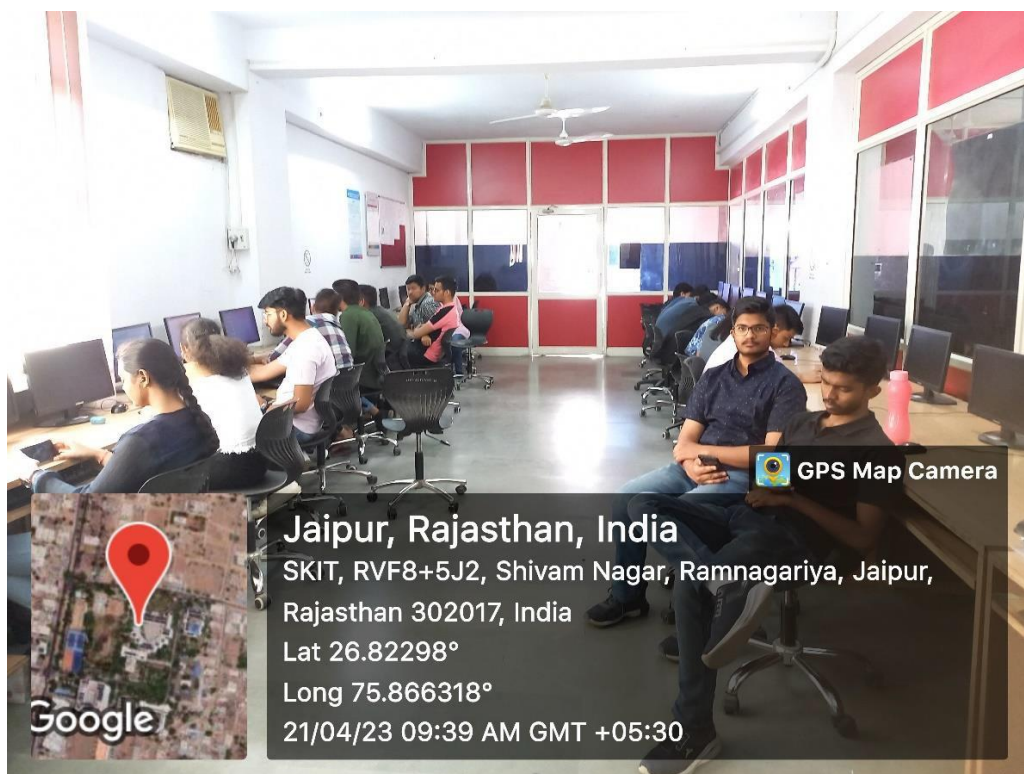 GPS Map Camera
Jaipur, Rajasthan, India
SKIT, RVF8+5J2, Shivam Nagar, Ramnagariya, Jaipur,
Rajasthan 302017, India
Lat 26.82298°
Long 75.866318°
21/04/23 09:39 AM GMT +05:30
Google